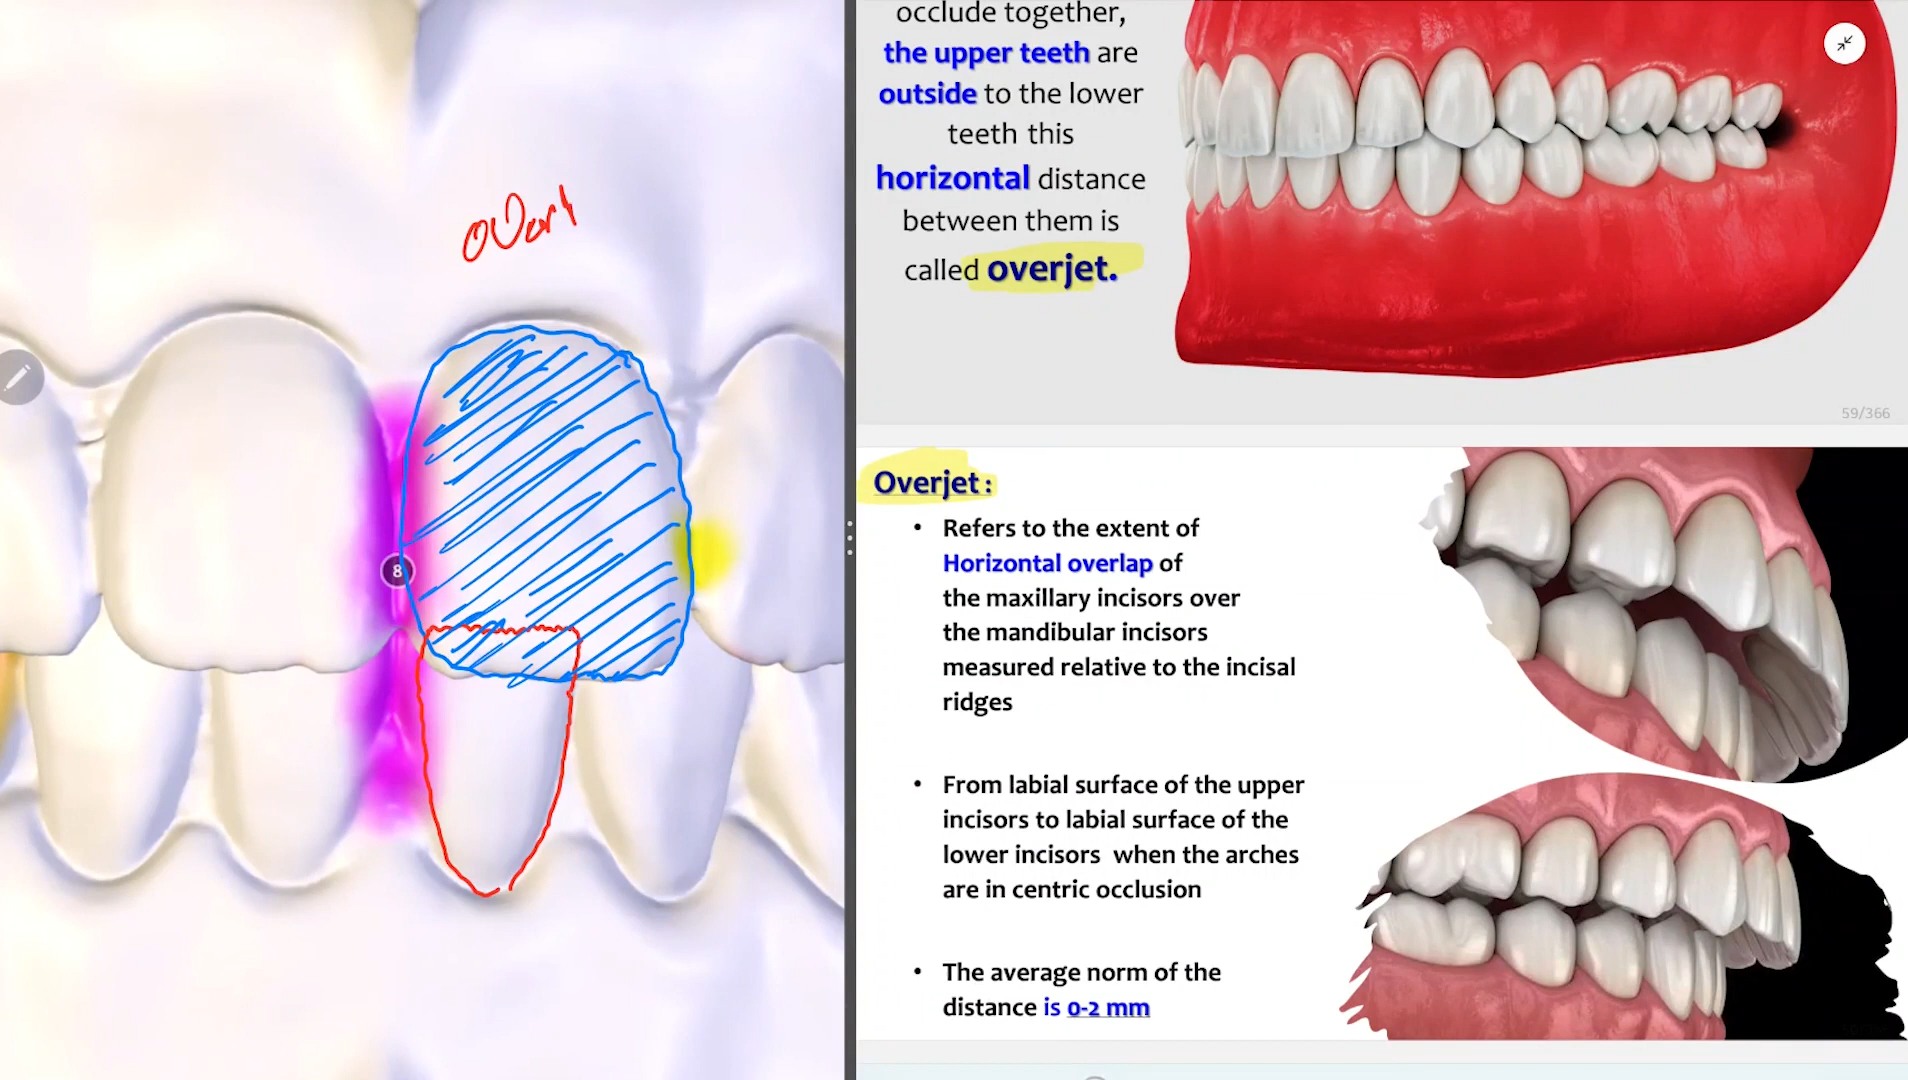 8
occlude together,
the upper teeth are
outside to the lower
teeth this
horizontal distance
between them is
called overjet.
59/366
Overjet :
• Refers to the extent of
Horizontal overlap of
the maxillary incisors over
the mandibular incisors
measured relative to the incisal
ridges
• From labial surface of the upper
incisors to labial surface of the
lower incisors when the arches
are in centric occlusion
• The average norm of the
distance is 0-2 mm